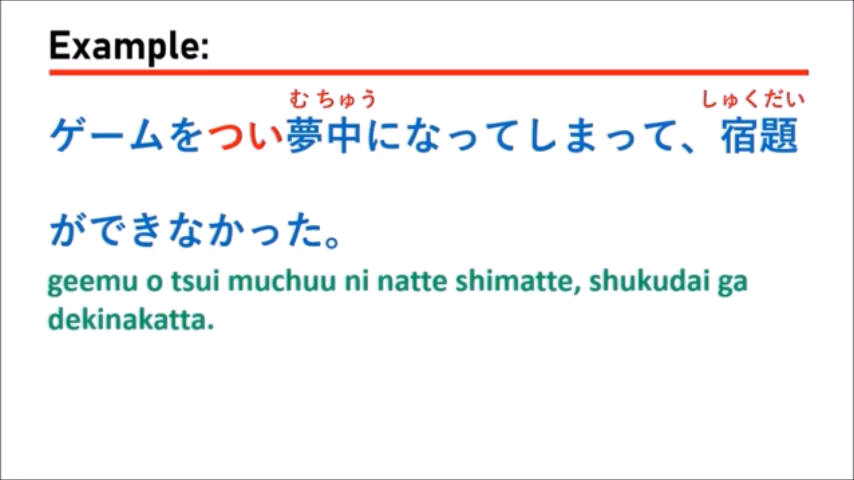 Example:
む ちゅう しゅくだい
ゲームをつい夢中になってしまって、宿題
ができなかった。
geemu o tsui muchuu ni natte shimatte, shukudai ga
dekinakatta.